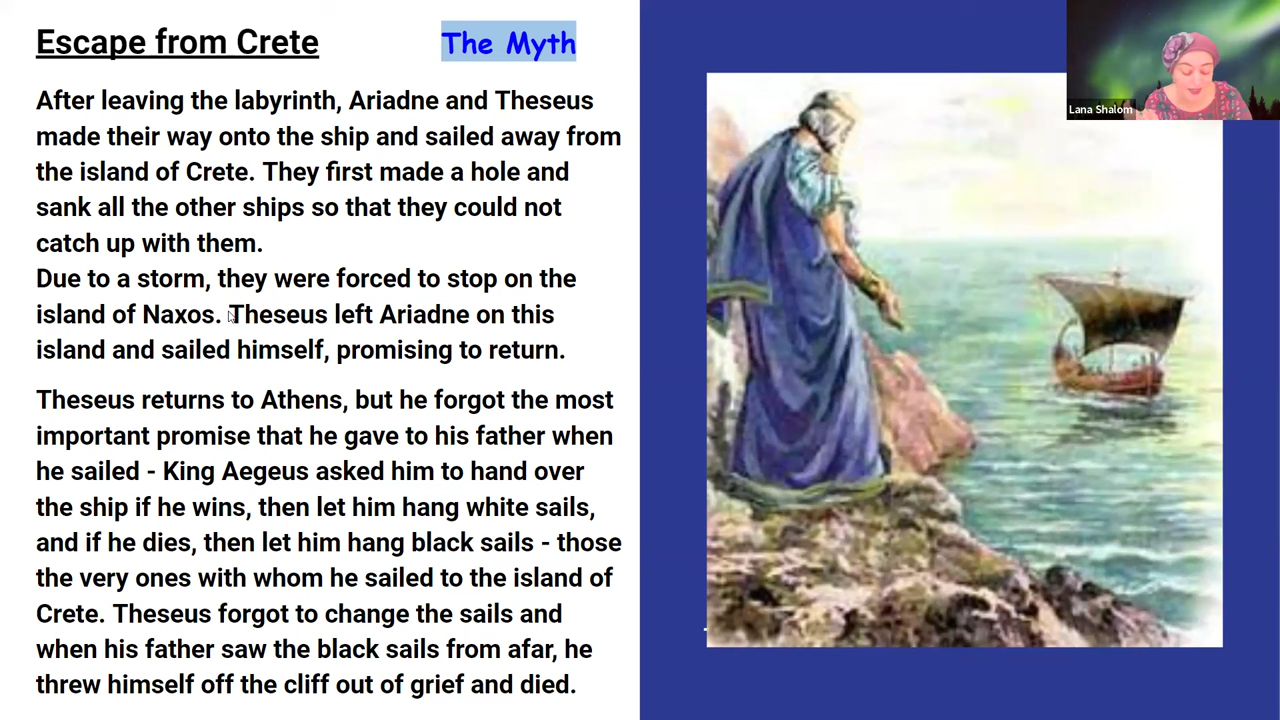 Escape from Crete
The Myth
After leaving the labyrinth, Ariadne and Theseus
made their way onto the ship and sailed away from
the island of Crete. They first made a hole and
sank all the other ships so that they could not
catch up with them.
Due to a storm, they were forced to stop on the
island of Naxos. Theseus left Ariadne on this
island and sailed himself, promising to return.
Theseus returns to Athens, but he forgot the most
important promise that he gave to his father when
he sailed - King Aegeus asked him to hand over
the ship if he wins, then let him hang white sails,
and if he dies, then let him hang black sails - those
the very ones with whom he sailed to the island of
Crete. Theseus forgot to change the sails and
when his father saw the black sails from afar, he
threw himself off the cliff out of grief and died.
Lana Shalom